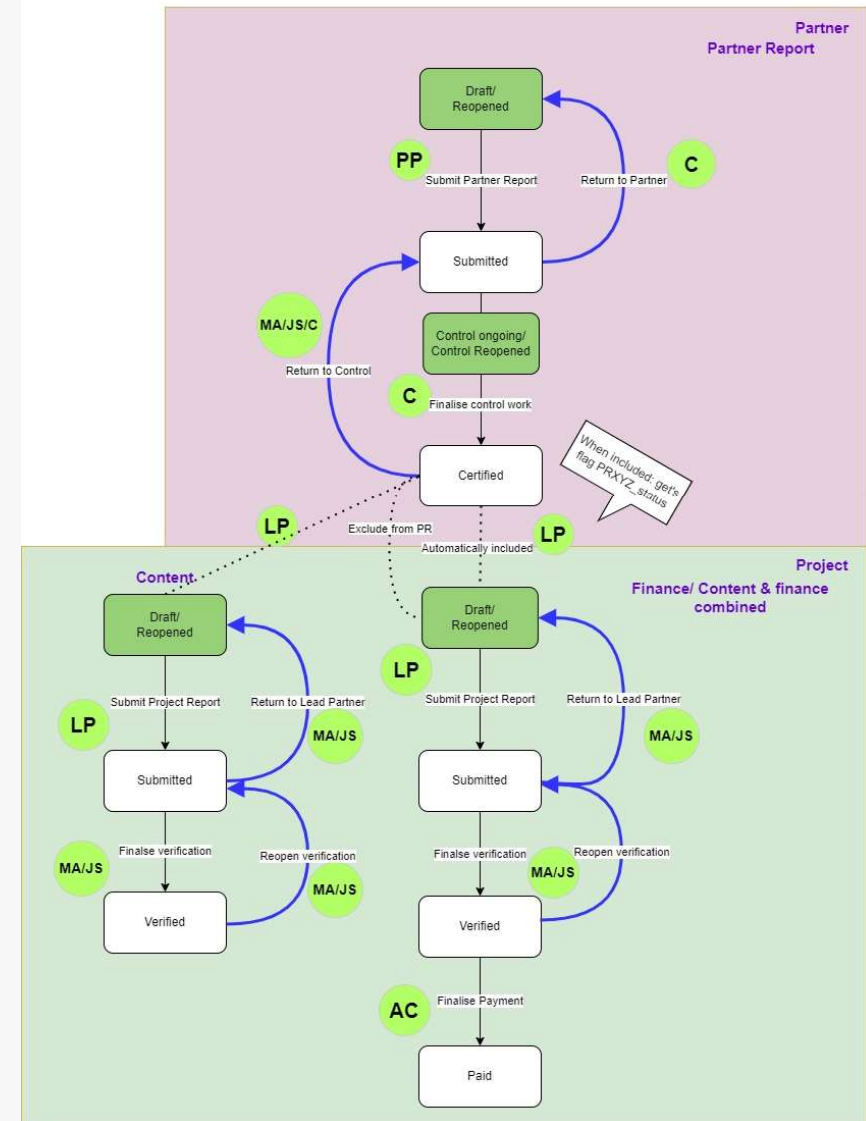 Partner
Partner Report
Draft/
Reopened
PP
C
Submit Partner Report
Return to Partner
Submitted
MA/JS/C
Control ongoing/
Control Reopened
Return to Control
C
Finalise control work
When included: get's
flag PRXYZ_status
Certified
LP
Exclude from PR
LP
Automatically included
Project
Content
Finance/ Content & finance
combined
Draft/
Reopened
Draft/
Reopened
LP
Submit Project Report
Return to Lead Partner
Submit Project Report
Return to Lead Partner
LP
MA/JS
MA/JS
Submitted
Submitted
Finalse verification
Reopen verification
Finalse verification
Reopen verification
MA/JS
MA/JS
MA/JS
Verified
Verified
AC
Finalise Payment
Paid